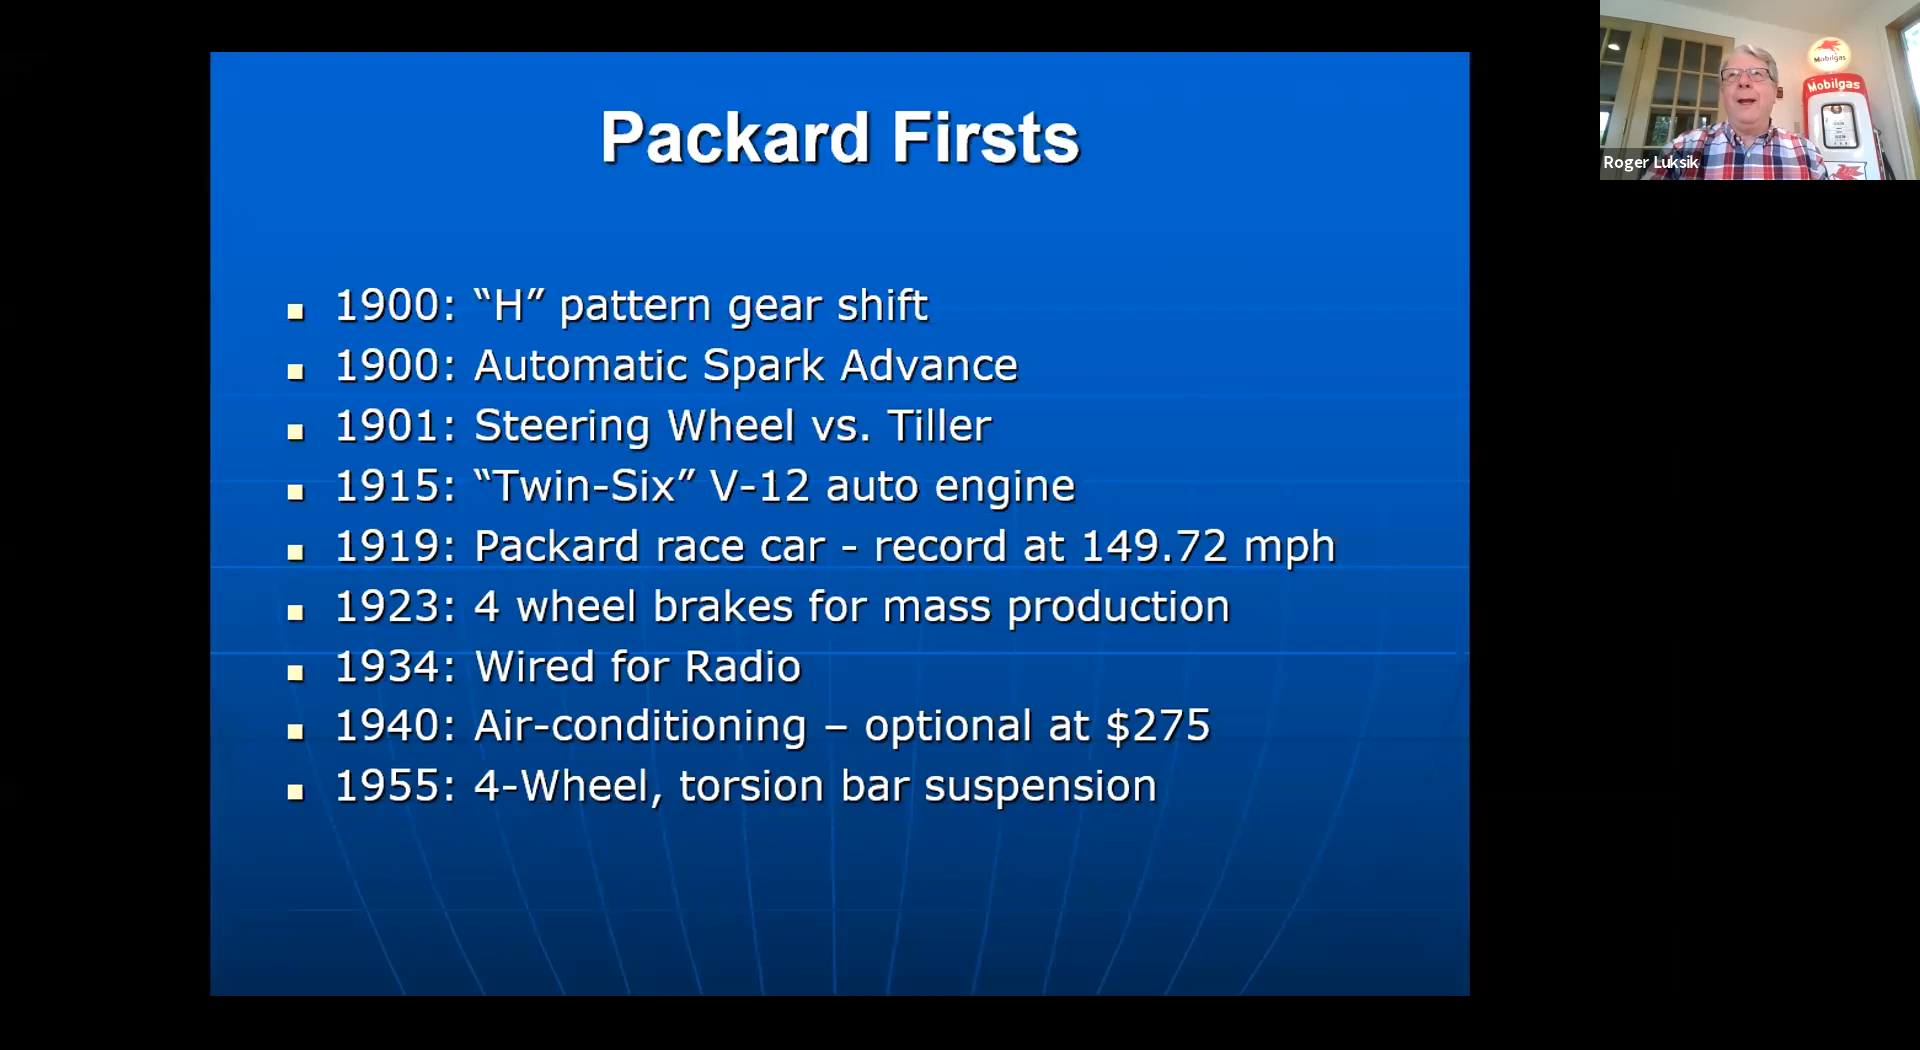 Packard Firsts
1900: “H” pattern gear shift
1900: Automatic Spark Advance
1901: Steering Wheel vs. Tiller
1915: “Twin-Six” V-12 auto engine
1919: Packard race car - record at 149.72 mph
1923: 4 wheel brakes for mass production
1934: Wired for Radio
1940: Air-conditioning – optional at $275
1955: 4-Wheel, torsion bar suspension
Mobilgas
Mobilgas
Roger Luksik